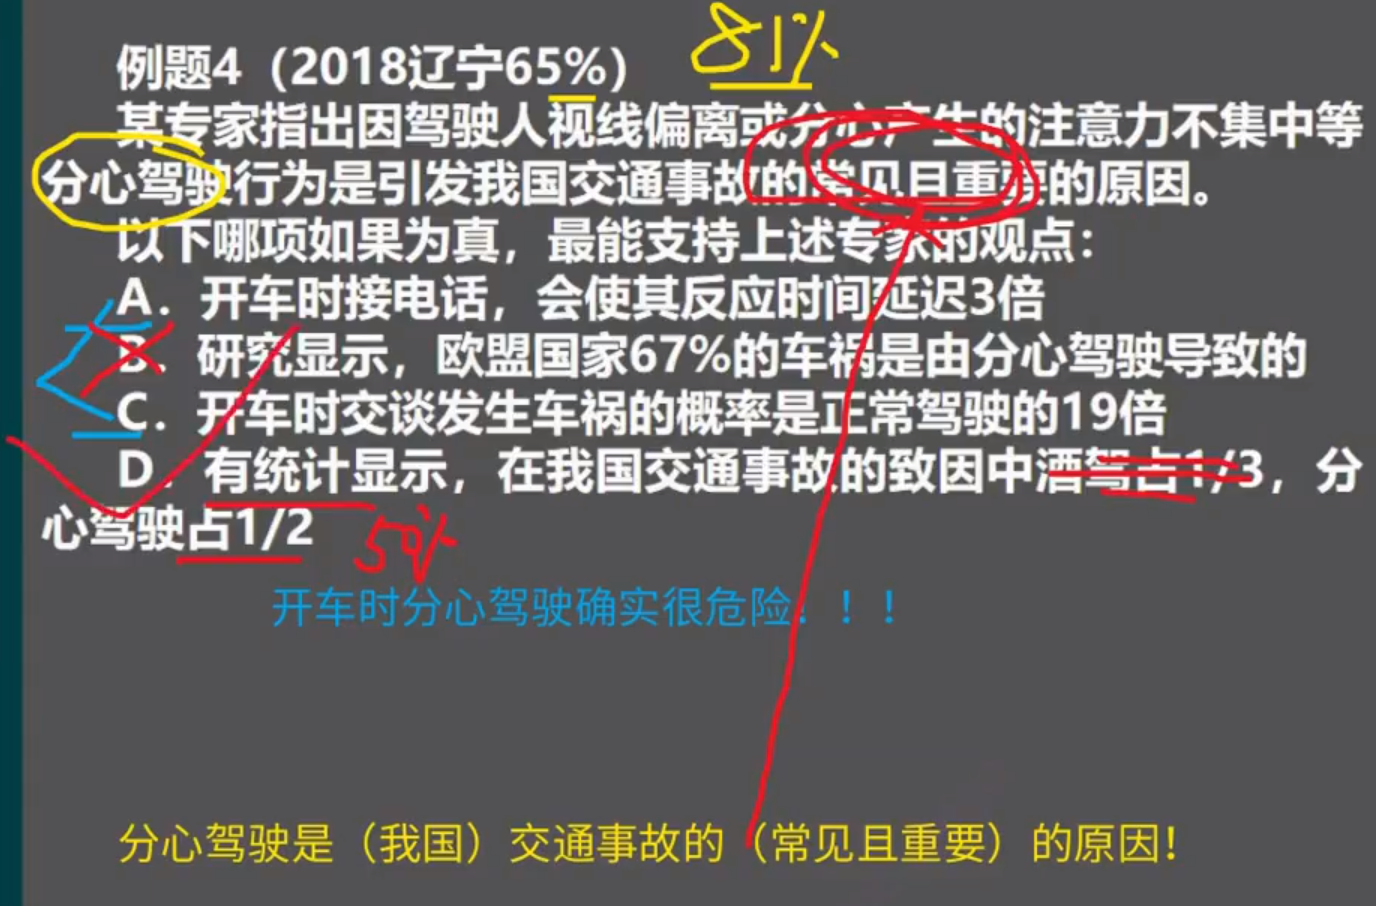 例题4（2018辽宁65%）
81%
某专家指出因驾驶人视线偏离或分心产生的注意力不集中等
分心驾驶行为是引发我国交通事故的常见且重要的原因。
以下哪项如果为真，最能支持上述专家的观点：
A．开车时接电话，会使其反应时间延迟3倍
B．研究显示，欧盟国家67%的车祸是由分心驾驶导致的
C．开车时交谈发生车祸的概率是正常驾驶的19倍
D．有统计显示，在我国交通事故的致因中酒驾占1/3，分
心驾驶占1/2
50%
开车时分心驾驶确实很危险！！！
分心驾驶是（我国）交通事故的（常见且重要）的原因！